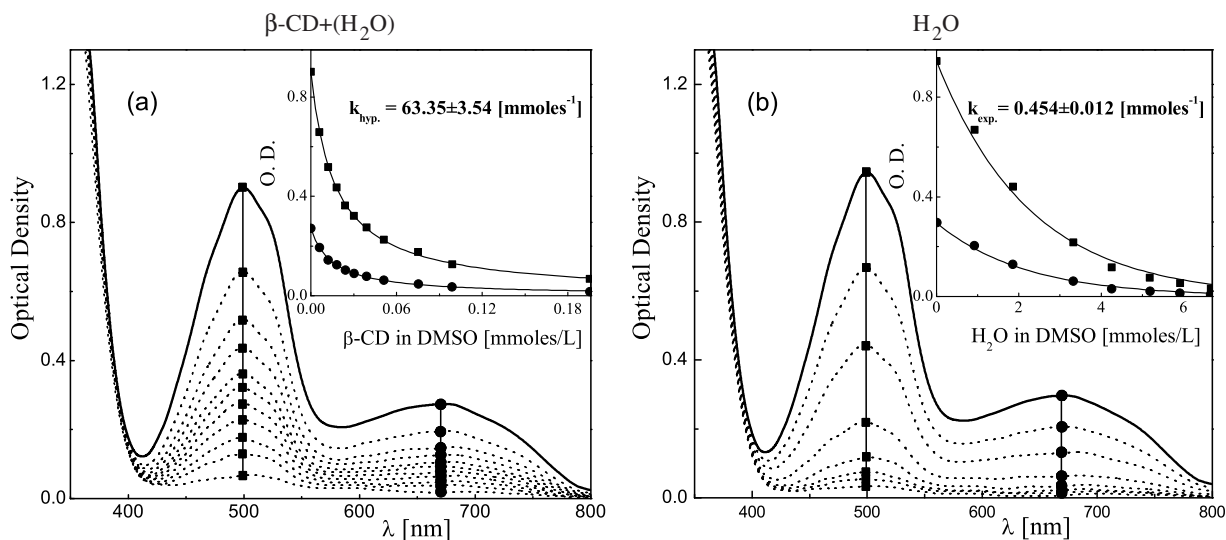 β-CD+(H₂O)
(a)
Optical Density
1.2
0.8
0.4
0.0
400
500
600
700
800
λ [nm]
k_hyp. = 63.35±3.54 [mmoles⁻¹]
O. D.
0.8
0.4
0.0
0.00
0.06
0.12
0.18
β-CD in DMSO [mmoles/L]
H₂O
(b)
Optical Density
1.2
0.8
0.4
0.0
400
500
600
700
800
λ [nm]
k_exp. = 0.454±0.012 [mmoles⁻¹]
O. D.
0.8
0.4
0.0
0
2
4
6
H₂O in DMSO [mmoles/L]